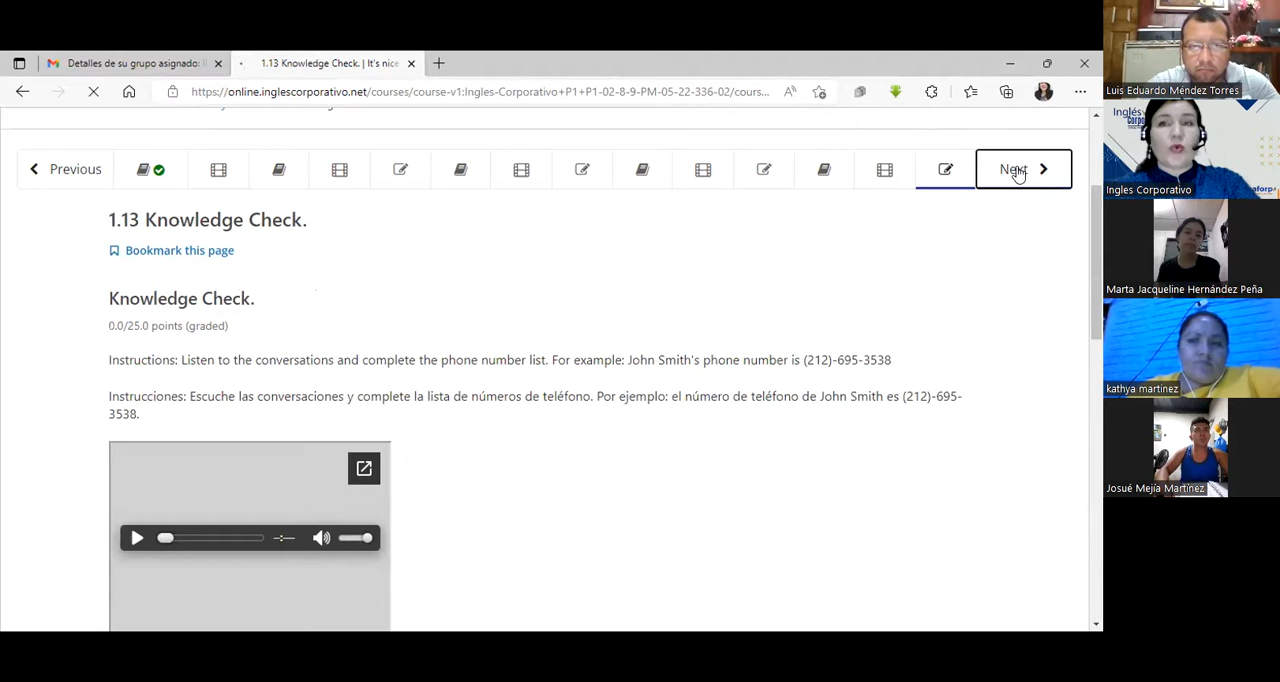 Detalles de su grupo asignado: I
1.13 Knowledge Check. | It's nice
https://online.inglescorporativo.net/courses/course-v1:Ingles-Corporativo+P1+P1-02-8-9-PM-05-22-336-02/cours...
Previous
Next
1.13 Knowledge Check.
Bookmark this page
Knowledge Check.
0.0/25.0 points (graded)
Instructions: Listen to the conversations and complete the phone number list. For example: John Smith's phone number is (212)-695-3538
Instrucciones: Escuche las conversaciones y complete la lista de números de teléfono. Por ejemplo: el número de teléfono de John Smith es (202)-695-
3538.
-:-
Luis Eduardo Méndez Torres
Inglés
Corpo
Ingles Corporativo
Marta Jacqueline Hernández Peña
kathya martinez
Josué Mejía Martínez